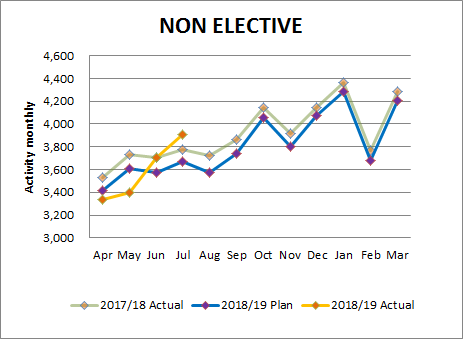 NON ELECTIVE
4,600
4,400
4,200
4,000
3,800
3,600
3,400
3,200
3,000
Activity monthly
Apr May Jun Jul Aug Sep Oct Nov Dec Jan Feb Mar
2017/18 Actual 2018/19 Plan 2018/19 Actual